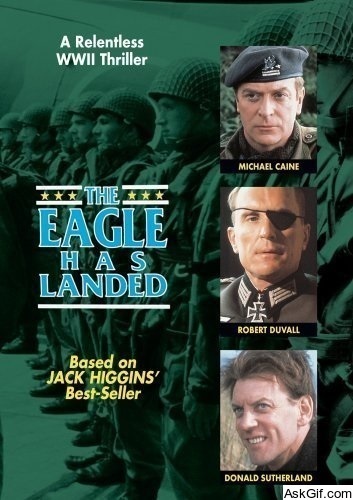 A Relentless
WWII Thriller
MICHAEL CAINE
★★★ THE ★★★
EAGLE
HAS
LANDED
ROBERT DUVALL
Based on
JACK HIGGINS'
Best-Seller
DONALD SUTHERLAND
AskGif.com